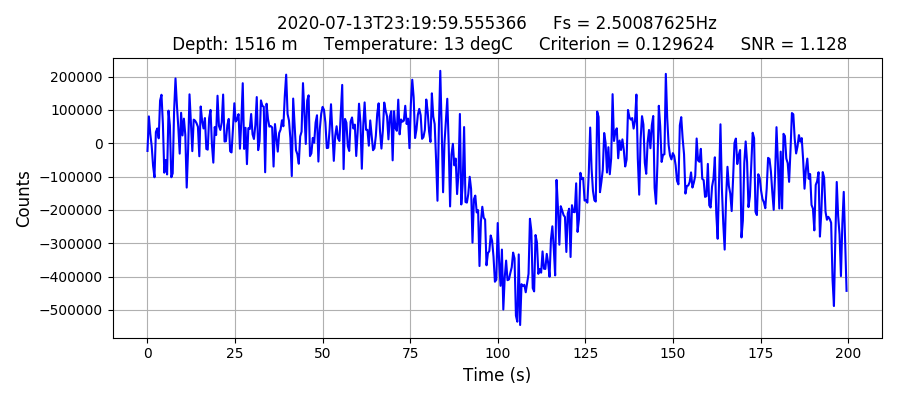 2020-07-13T23:19:59.555366 Fs = 2.50087625Hz
Depth: 1516 m Temperature: 13 degC Criterion = 0.129624 SNR = 1.128
200000
100000
0
−100000
−200000
−300000
−400000
−500000
Counts
0 25 50 75 100 125 150 175 200
Time (s)